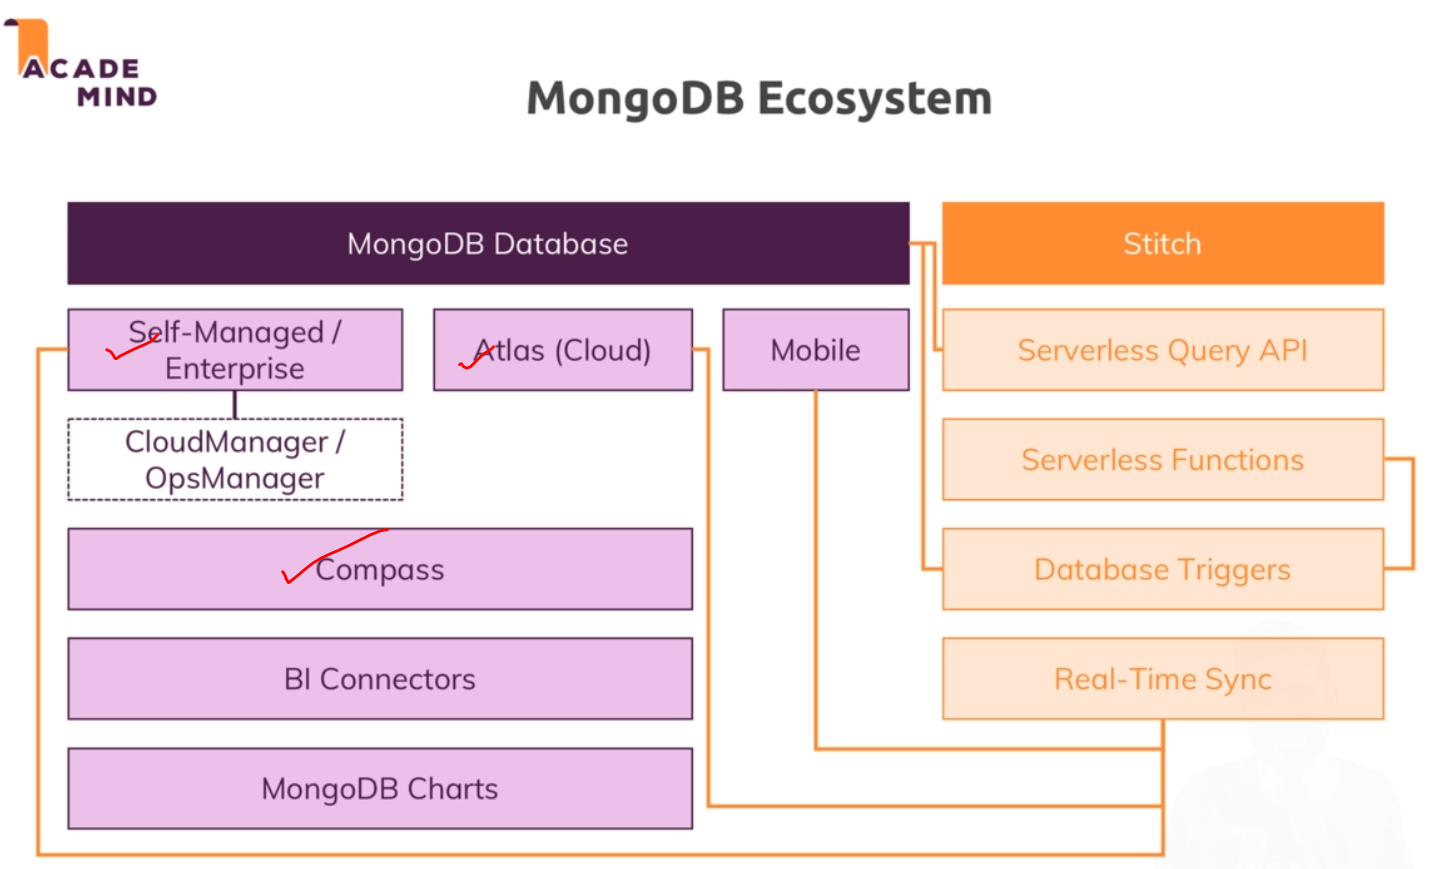 ACADE
MIND
MongoDB Ecosystem
MongoDB Database
Stitch
Self-Managed /
Enterprise
Atlas (Cloud)
Mobile
Serverless Query API
CloudManager /
OpsManager
Serverless Functions
Compass
Database Triggers
BI Connectors
Real-Time Sync
MongoDB Charts